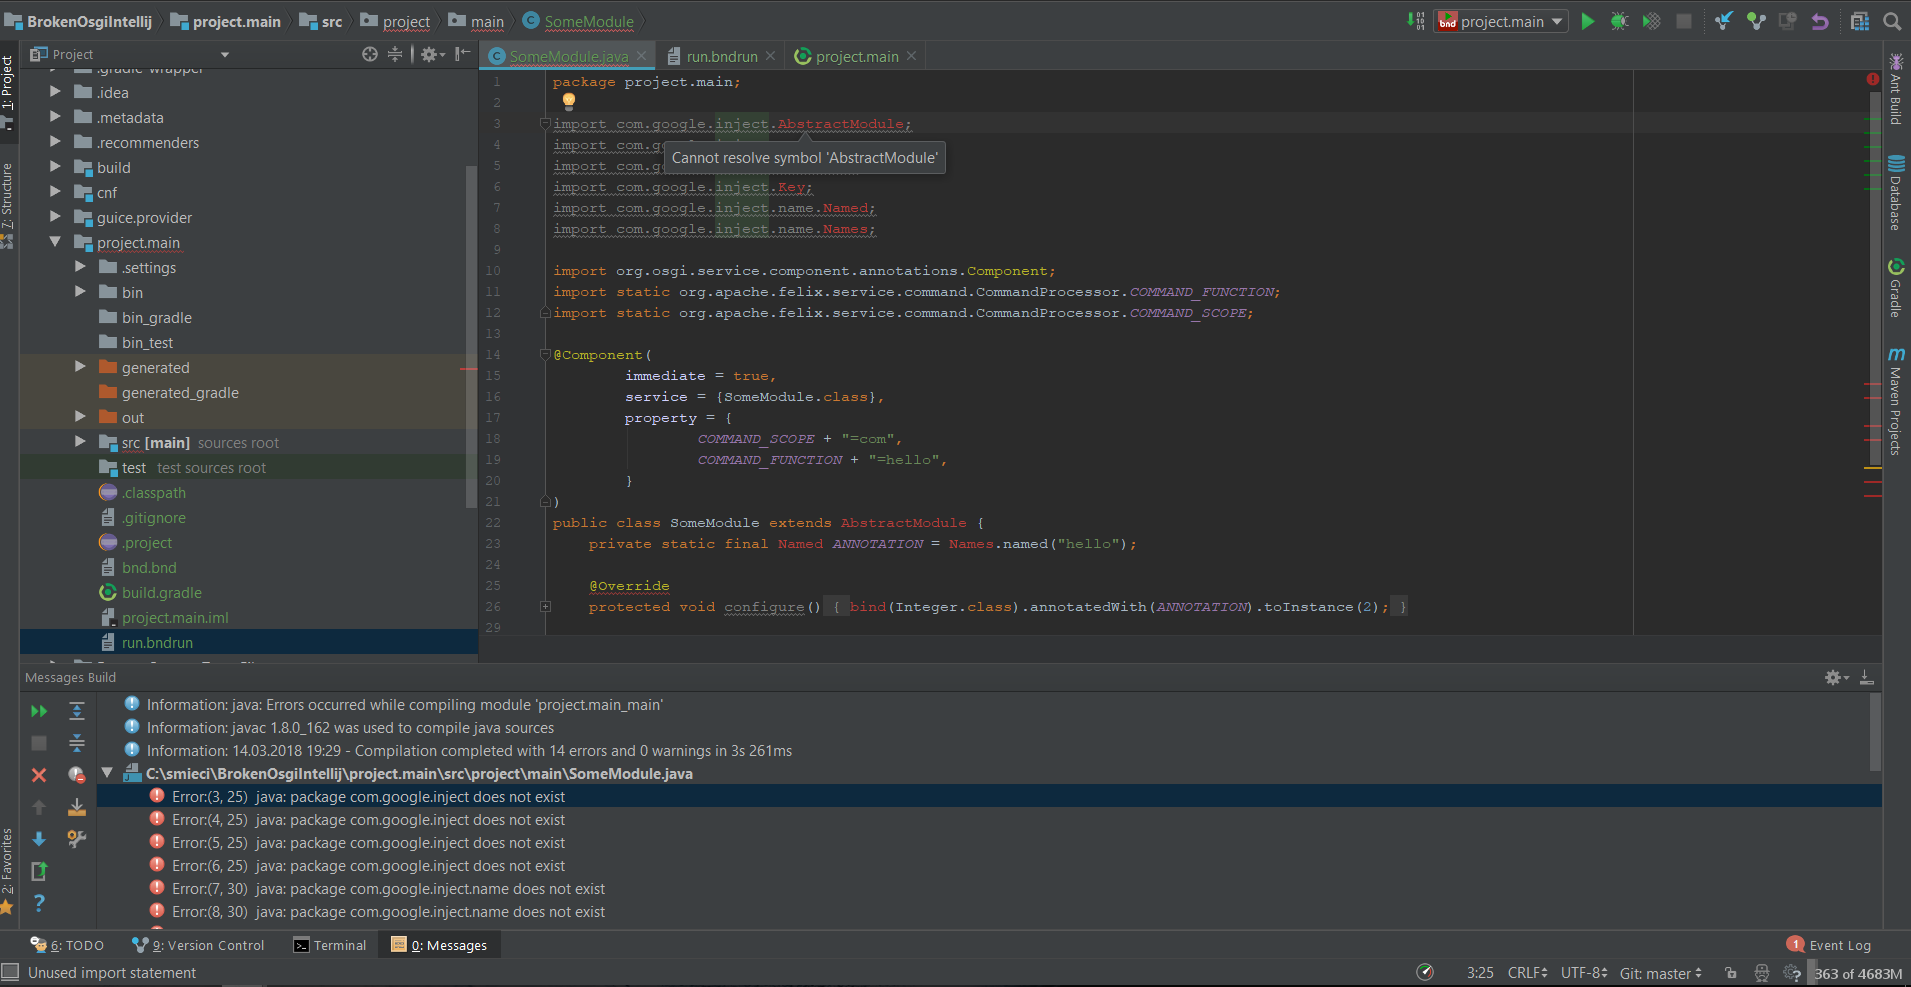 BrokenOsgiIntellij project.main src project main SomeModule
project.main
Project
SomeModule.java run.bndrun project.main
1: Project
7: Structure
2: Favorites
.gradle-wrapper
.idea
.metadata
.recommenders
build
cnf
guice.provider
project.main
.settings
bin
bin_gradle
bin_test
generated
generated_gradle
out
src [main] sources root
test test sources root
.classpath
.gitignore
.project
bnd.bnd
build.gradle
project.main.iml
run.bndrun
1 package project.main;
2
3 import com.google.inject.AbstractModule;
4 import com.g
Cannot resolve symbol 'AbstractModule'
5 import com.g
6 import com.google.inject.Key;
7 import com.google.inject.name.Named;
8 import com.google.inject.name.Names;
9
10 import org.osgi.service.component.annotations.Component;
11 import static org.apache.felix.service.command.CommandProcessor.COMMAND_FUNCTION;
12 import static org.apache.felix.service.command.CommandProcessor.COMMAND_SCOPE;
13
14 @Component(
15 immediate = true,
16 service = {SomeModule.class},
17 property = {
18 COMMAND_SCOPE + "=com",
19 COMMAND_FUNCTION + "=hello",
20 }
21 )
22 public class SomeModule extends AbstractModule {
23 private static final Named ANNOTATION = Names.named("hello");
24
25 @Override
26 protected void configure() { bind(Integer.class).annotatedWith(ANNOTATION).toInstance(2); }
29
Ant Build
Database
Gradle
Maven Projects
Messages Build
Information: java: Errors occurred while compiling module 'project.main_main'
Information: javac 1.8.0_162 was used to compile java sources
Information: 14.03.2018 19:29 - Compilation completed with 14 errors and 0 warnings in 3s 261ms
C:\smieci\BrokenOsgiIntellij\project.main\src\project\main\SomeModule.java
Error:(3, 25) java: package com.google.inject does not exist
Error:(4, 25) java: package com.google.inject does not exist
Error:(5, 25) java: package com.google.inject does not exist
Error:(6, 25) java: package com.google.inject does not exist
Error:(7, 30) java: package com.google.inject.name does not exist
Error:(8, 30) java: package com.google.inject.name does not exist
6: TODO 9: Version Control Terminal 0: Messages 1 Event Log
Unused import statement 3:25 CRLF UTF-8 Git: master 363 of 4683M